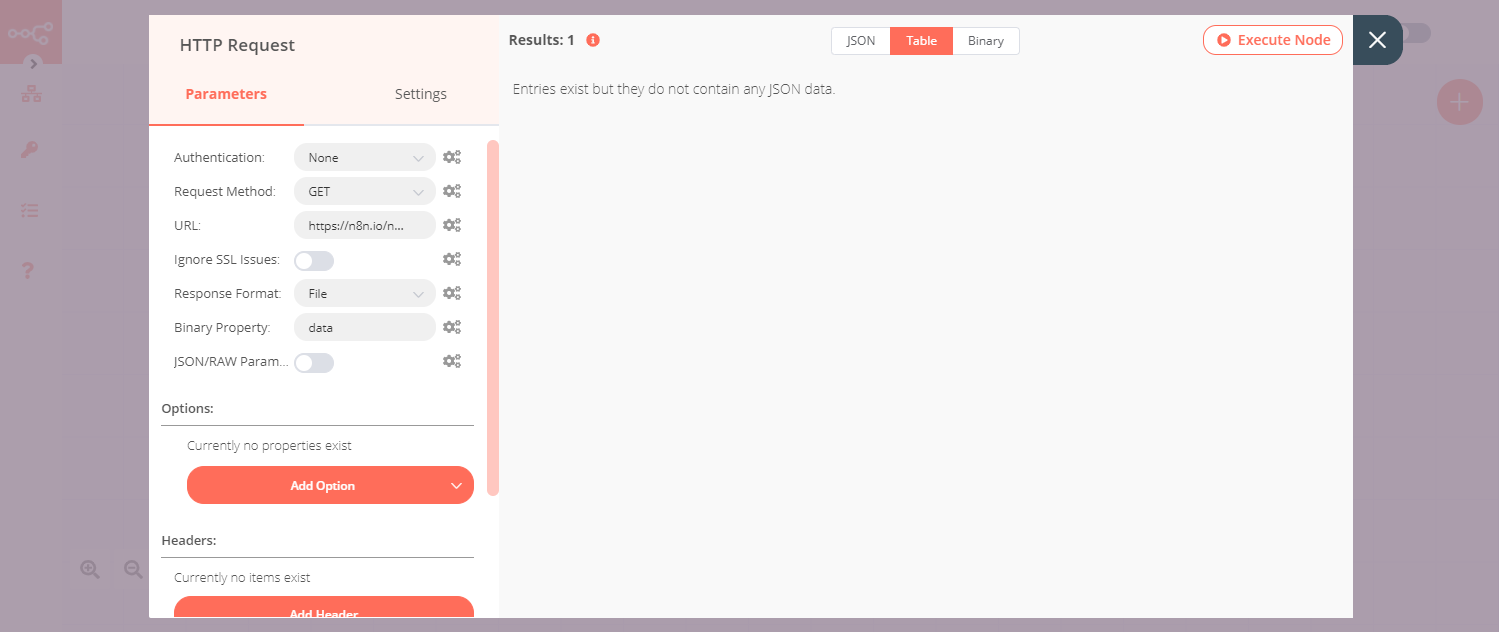 HTTP Request
Parameters
Settings
Authentication:
None
Request Method:
GET
URL:
https://n8n.io/n...
Ignore SSL Issues:
Response Format:
File
Binary Property:
data
JSON/RAW Param...
Options:
Currently no properties exist
Add Option
Headers:
Currently no items exist
Add Header
Results: 1
JSON
Table
Binary
Execute Node
Entries exist but they do not contain any JSON data.